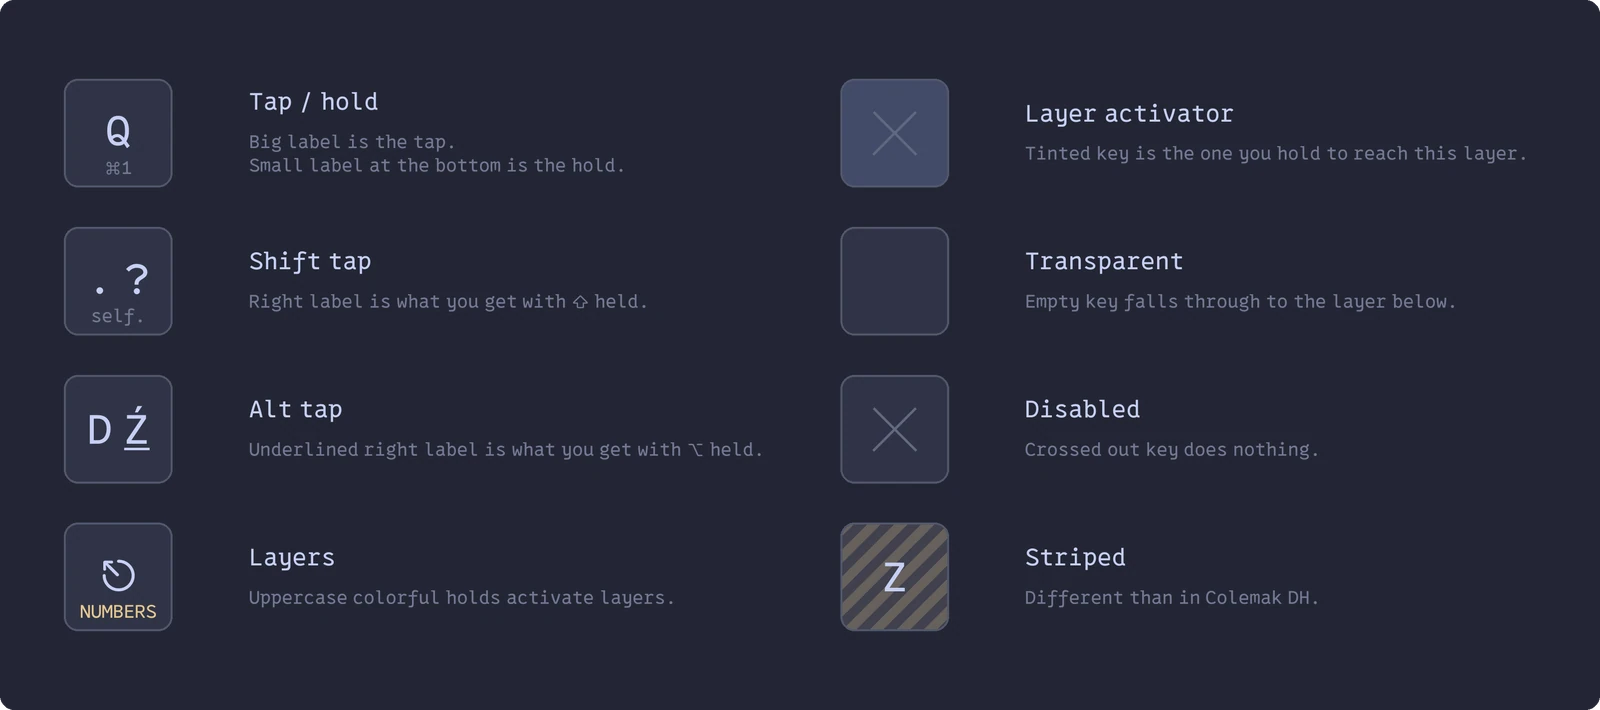 Q
⌘1
Tap / hold
Big label is the tap.
Small label at the bottom is the hold.
. ?
self.
Shift tap
Right label is what you get with ⇧ held.
D Ź
Alt tap
Underlined right label is what you get with ⌥ held.
NUMBERS
Layers
Uppercase colorful holds activate layers.
Layer activator
Tinted key is the one you hold to reach this layer.
Transparent
Empty key falls through to the layer below.
Disabled
Crossed out key does nothing.
Z
Striped
Different than in Colemak DH.